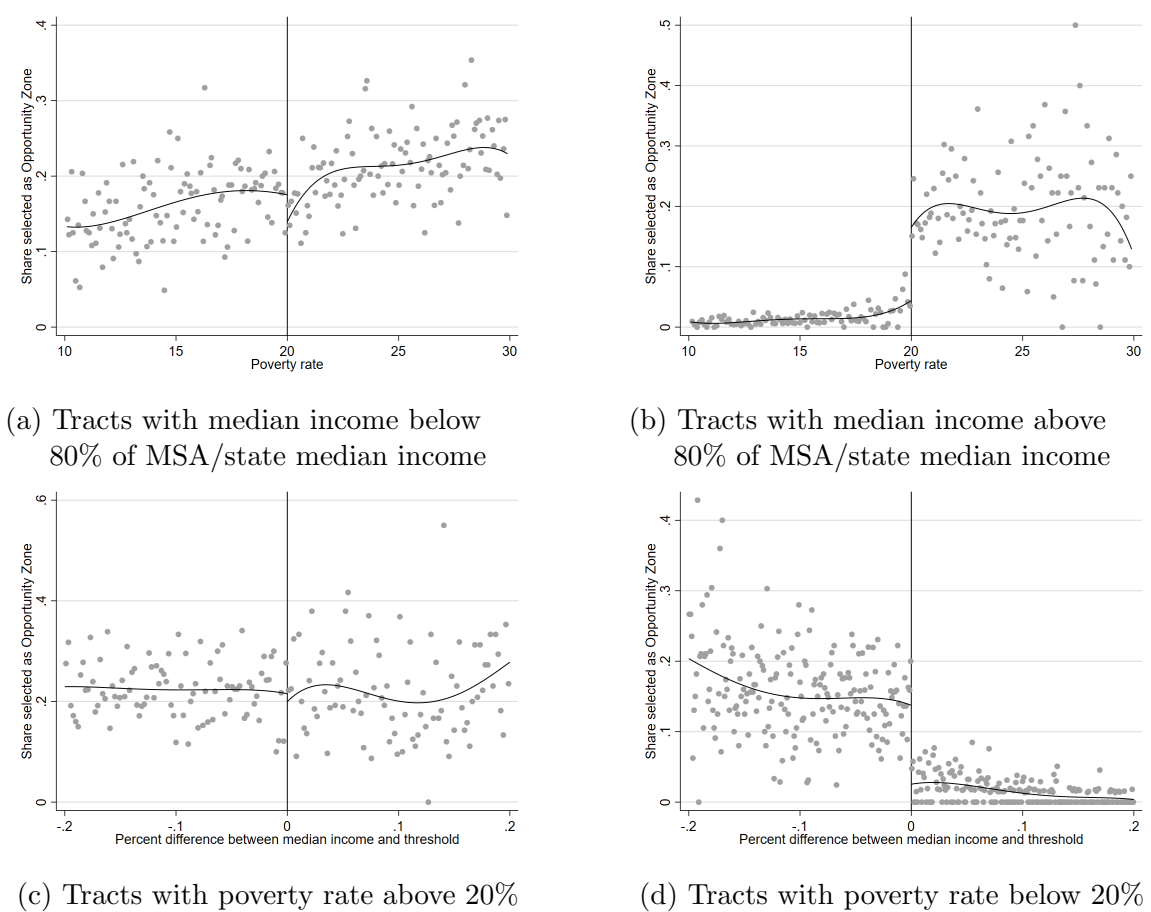 Share selected as Opportunity Zone
.4
.3
.2
.1
0
10 15 20 25 30
Poverty rate
(a) Tracts with median income below
80% of MSA/state median income
Share selected as Opportunity Zone
.5
.4
.3
.2
.1
0
10 15 20 25 30
Poverty rate
(b) Tracts with median income above
80% of MSA/state median income
Share selected as Opportunity Zone
.6
.4
.2
0
-.2 -.1 0 .1 .2
Percent difference between median income and threshold
(c) Tracts with poverty rate above 20%
Share selected as Opportunity Zone
.4
.3
.2
.1
0
-.2 -.1 0 .1 .2
Percent difference between median income and threshold
(d) Tracts with poverty rate below 20%